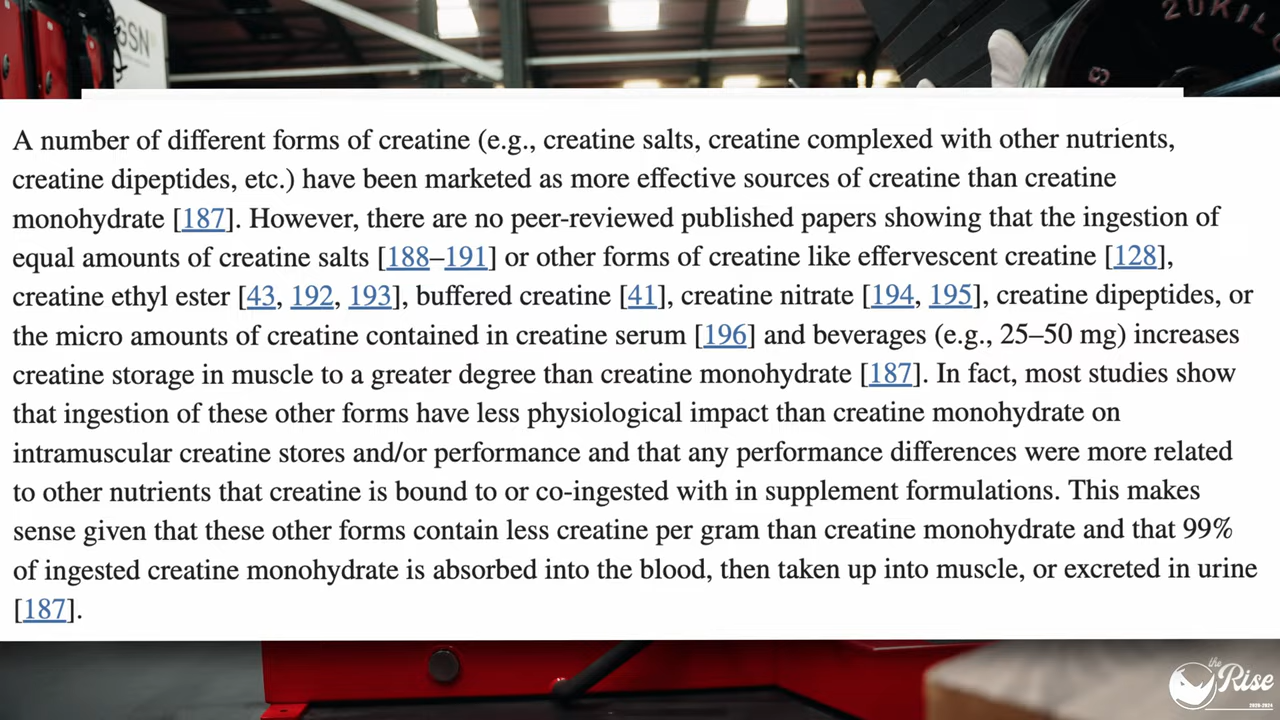 GSN
20KIL
A number of different forms of creatine (e.g., creatine salts, creatine complexed with other nutrients,
creatine dipeptides, etc.) have been marketed as more effective sources of creatine than creatine
monohydrate [187]. However, there are no peer-reviewed published papers showing that the ingestion of
equal amounts of creatine salts [188–191] or other forms of creatine like effervescent creatine [128],
creatine ethyl ester [43, 192, 193], buffered creatine [41], creatine nitrate [194, 195], creatine dipeptides, or
the micro amounts of creatine contained in creatine serum [196] and beverages (e.g., 25–50 mg) increases
creatine storage in muscle to a greater degree than creatine monohydrate [187]. In fact, most studies show
that ingestion of these other forms have less physiological impact than creatine monohydrate on
intramuscular creatine stores and/or performance and that any performance differences were more related
to other nutrients that creatine is bound to or co-ingested with in supplement formulations. This makes
sense given that these other forms contain less creatine per gram than creatine monohydrate and that 99%
of ingested creatine monohydrate is absorbed into the blood, then taken up into muscle, or excreted in urine
[187].
the
Rise
2020-2024